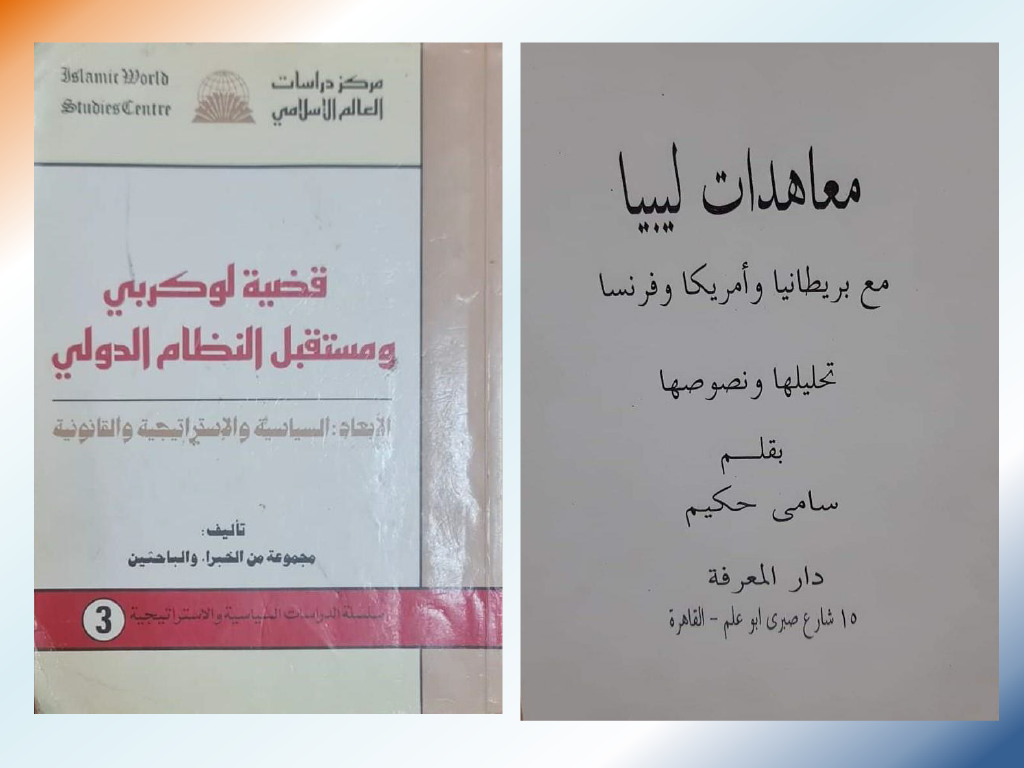 Islamic World
Studies Centre
مركز دراسات
العالم الإسلامي
قضية لوكربي
ومستقبل النظام الدولي
الأبعاد: السياسية والإستراتيجية والقانونية
تأليف:
مجموعة من الخبراء والباحثين
سلسلة الدراسات السياسية والاستراتيجية 3
معاهدات ليبيا
مع بريطانيا وأمريكا وفرنسا
تحليلها ونصوصها
بقلـــم
سامى حكيم
دار المعرفة
١٥ شارع صبرى ابو علم - القاهرة